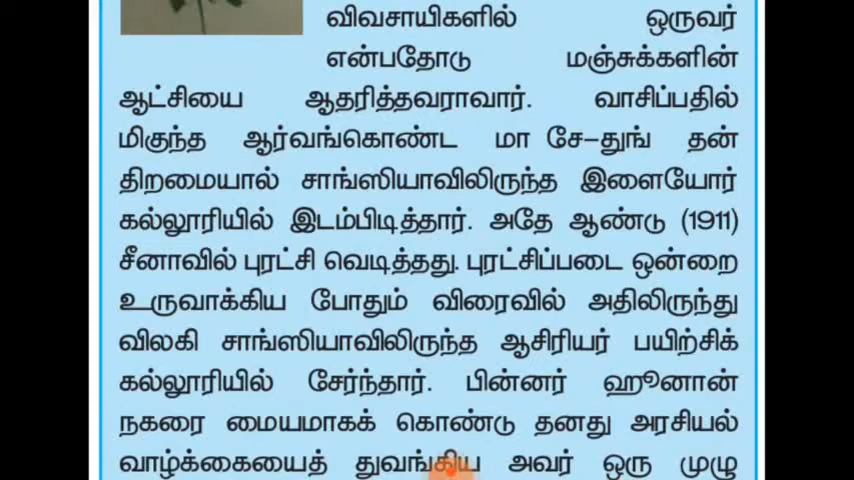 விவசாயிகளில் ஒருவர்
என்பதோடு மஞ்சுக்களின்
ஆட்சியை ஆதரித்தவராவார். வாசிப்பதில்
மிகுந்த ஆர்வங்கொண்ட மா சே–துங் தன்
திறமையால் சாங்ஸியாவிலிருந்த இளையோர்
கல்லூரியில் இடம்பிடித்தார். அதே ஆண்டு (1911)
சீனாவில் புரட்சி வெடித்தது. புரட்சிப்படை ஒன்றை
உருவாக்கிய போதும் விரைவில் அதிலிருந்து
விலகி சாங்ஸியாவிலிருந்த ஆசிரியர் பயிற்சிக்
கல்லூரியில் சேர்ந்தார். பின்னர் ஹூனான்
நகரை மையமாகக் கொண்டு தனது அரசியல்
வாழ்க்கையைத் துவங்கிய அவர் ஒரு முழு